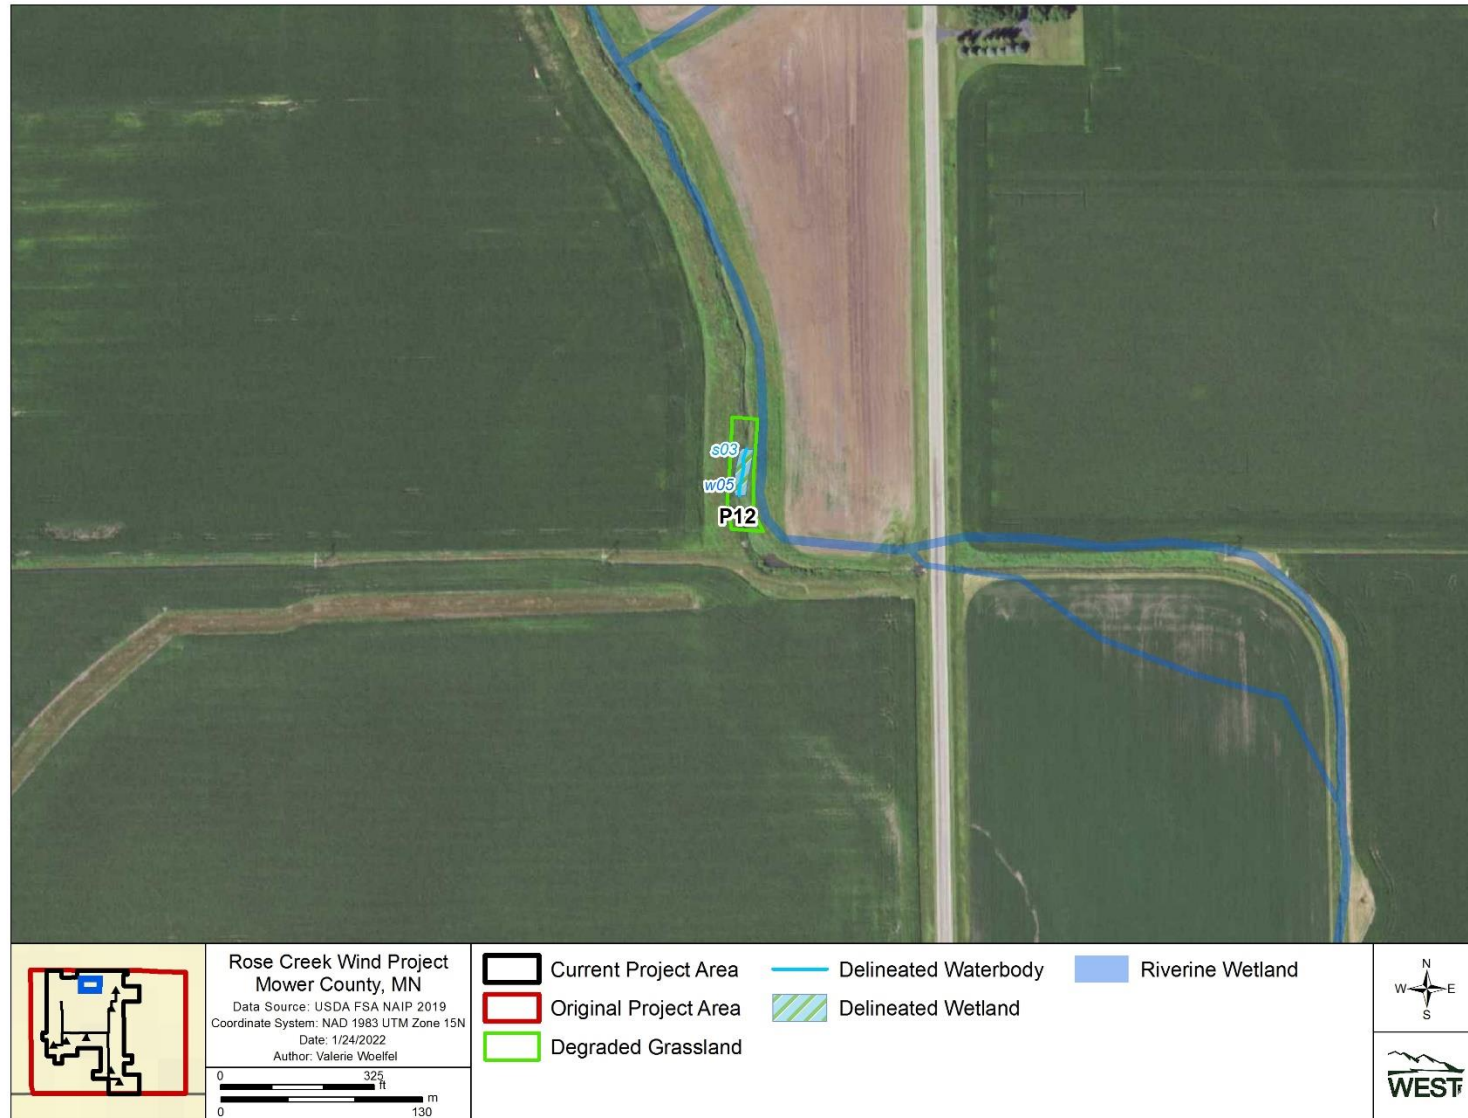 s03
w05
P12
Rose Creek Wind Project
Mower County, MN
Data Source: USDA FSA NAIP 2019
Coordinate System: NAD 1983 UTM Zone 15N
Date: 1/24/2022
Author: Valerie Woelfel
0 325
ft
m
0 130
Current Project Area
Original Project Area
Degraded Grassland
Delineated Waterbody
Delineated Wetland
Riverine Wetland
N
W E
S
WEST